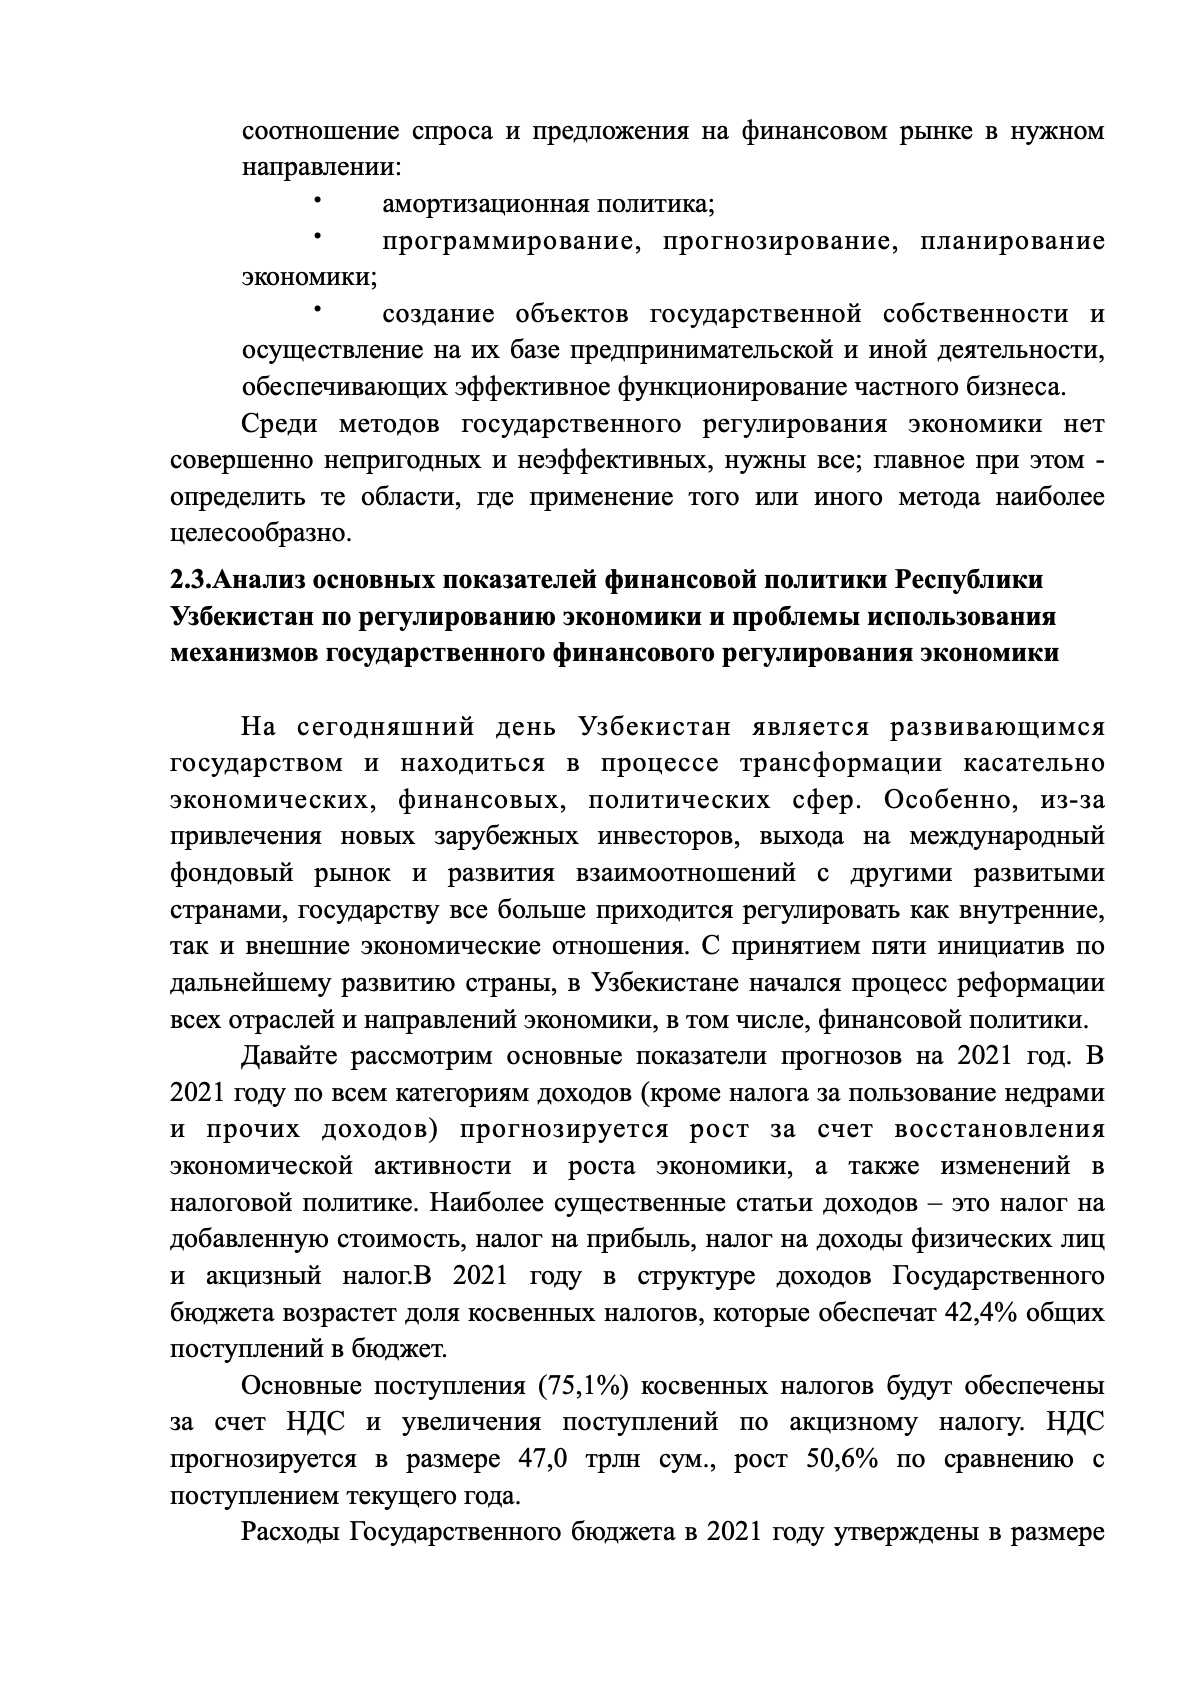 соотношение спроса и предложения на финансовом рынке в нужном
направлении:
• амортизационная политика;
• программирование, прогнозирование, планирование
экономики;
• создание объектов государственной собственности и
осуществление на их базе предпринимательской и иной деятельности,
обеспечивающих эффективное функционирование частного бизнеса.
Среди методов государственного регулирования экономики нет
совершенно непригодных и неэффективных, нужны все; главное при этом -
определить те области, где применение того или иного метода наиболее
целесообразно.
2.3.Анализ основных показателей финансовой политики Республики
Узбекистан по регулированию экономики и проблемы использования
механизмов государственного финансового регулирования экономики
На сегодняшний день Узбекистан является развивающимся
государством и находиться в процессе трансформации касательно
экономических, финансовых, политических сфер. Особенно, из-за
привлечения новых зарубежных инвесторов, выхода на международный
фондовый рынок и развития взаимоотношений с другими развитыми
странами, государству все больше приходится регулировать как внутренние,
так и внешние экономические отношения. С принятием пяти инициатив по
дальнейшему развитию страны, в Узбекистане начался процесс реформации
всех отраслей и направлений экономики, в том числе, финансовой политики.
Давайте рассмотрим основные показатели прогнозов на 2021 год. В
2021 году по всем категориям доходов (кроме налога за пользование недрами
и прочих доходов) прогнозируется рост за счет восстановления
экономической активности и роста экономики, а также изменений в
налоговой политике. Наиболее существенные статьи доходов – это налог на
добавленную стоимость, налог на прибыль, налог на доходы физических лиц
и акцизный налог.В 2021 году в структуре доходов Государственного
бюджета возрастет доля косвенных налогов, которые обеспечат 42,4% общих
поступлений в бюджет.
Основные поступления (75,1%) косвенных налогов будут обеспечены
за счет НДС и увеличения поступлений по акцизному налогу. НДС
прогнозируется в размере 47,0 трлн сум., рост 50,6% по сравнению с
поступлением текущего года.
Расходы Государственного бюджета в 2021 году утверждены в размере